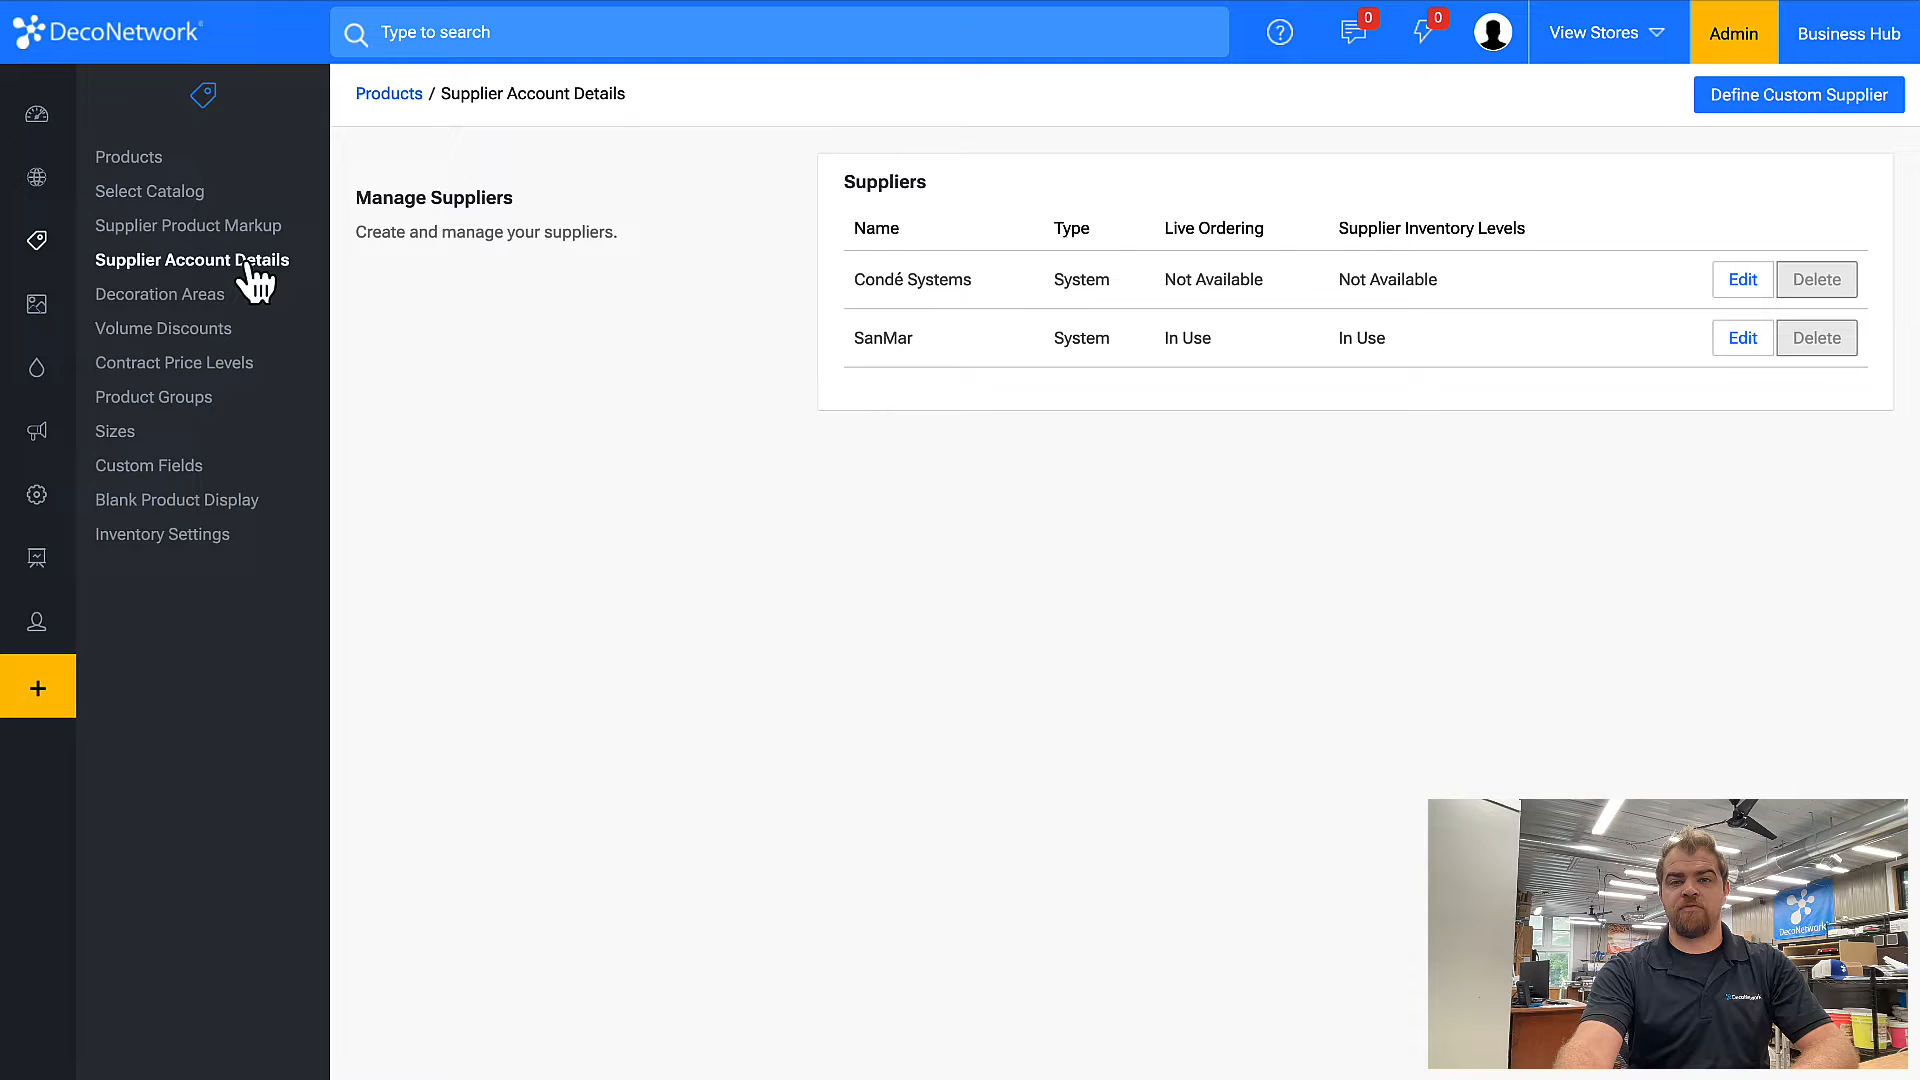 DecoNetwork
Type to search
0
0
View Stores
Admin
Business Hub
Products / Supplier Account Details
Define Custom Supplier
Products
Select Catalog
Supplier Product Markup
Supplier Account Details
Decoration Areas
Volume Discounts
Contract Price Levels
Product Groups
Sizes
Custom Fields
Blank Product Display
Inventory Settings
Manage Suppliers
Create and manage your suppliers.
Suppliers
Name Type Live Ordering Supplier Inventory Levels
Condé Systems System Not Available Not Available Edit Delete
SanMar System In Use In Use Edit Delete
DecoNetwork
DecoNetwork